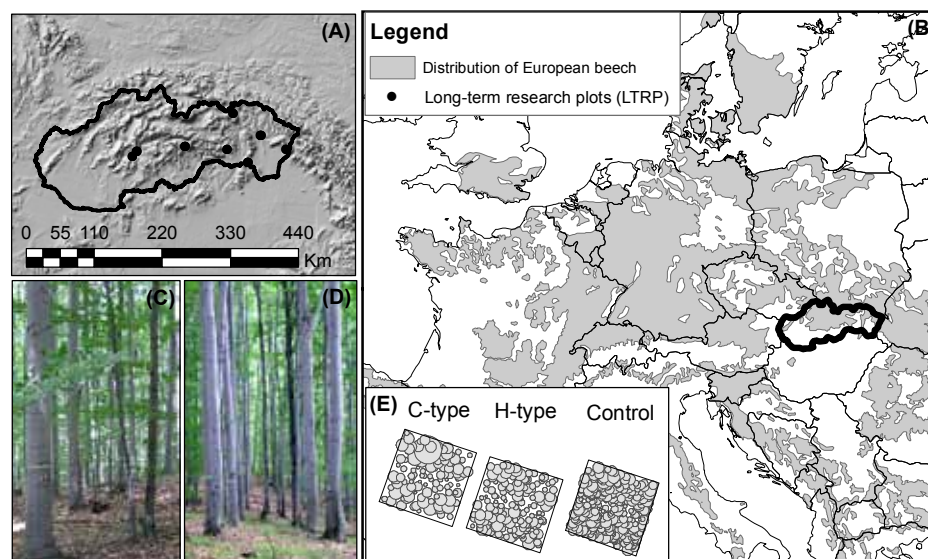 (A)
0 55 110 220 330 440
Km
(B)
Legend
Distribution of European beech
Long-term research plots (LTRP)
(C)
(D)
(E)
C-type H-type Control